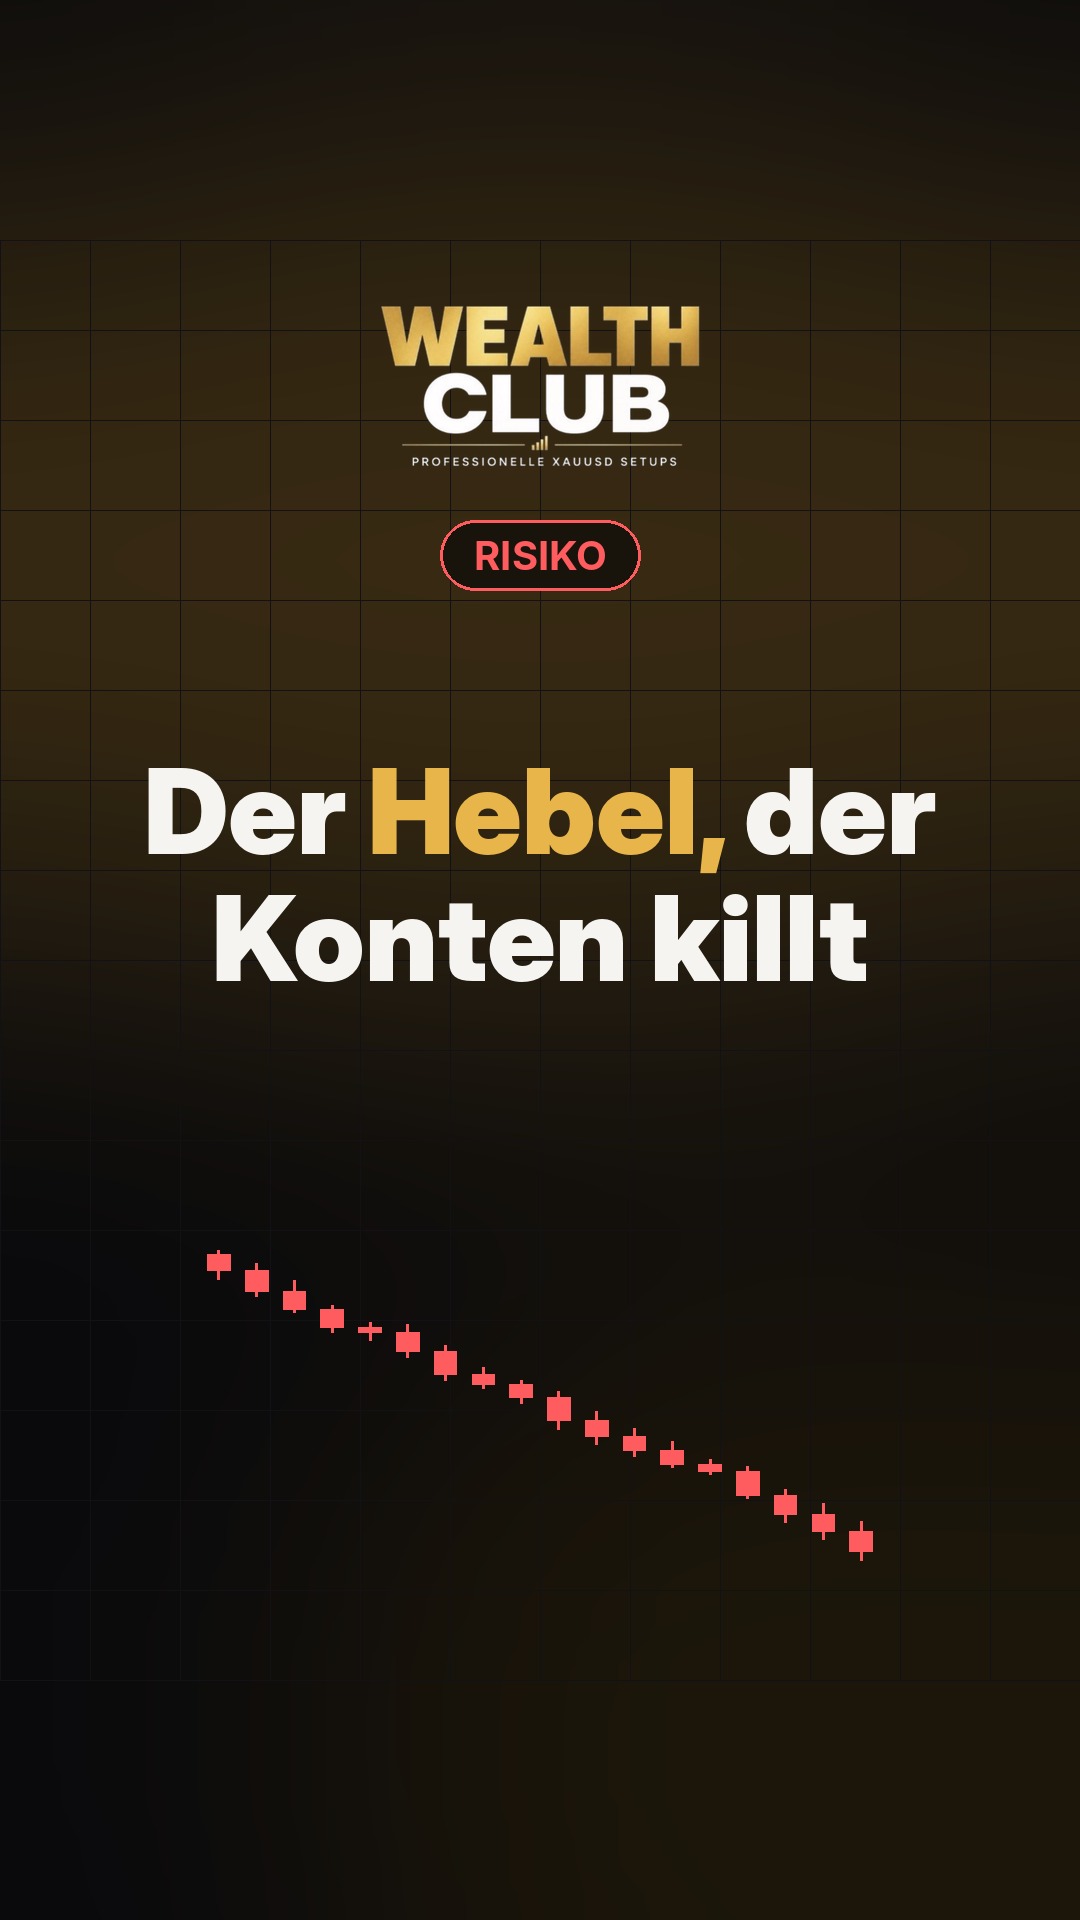 WEALTH
CLUB
PROFESSIONELLE XAUUSD SETUPS
RISIKO
Der Hebel, der
Konten killt